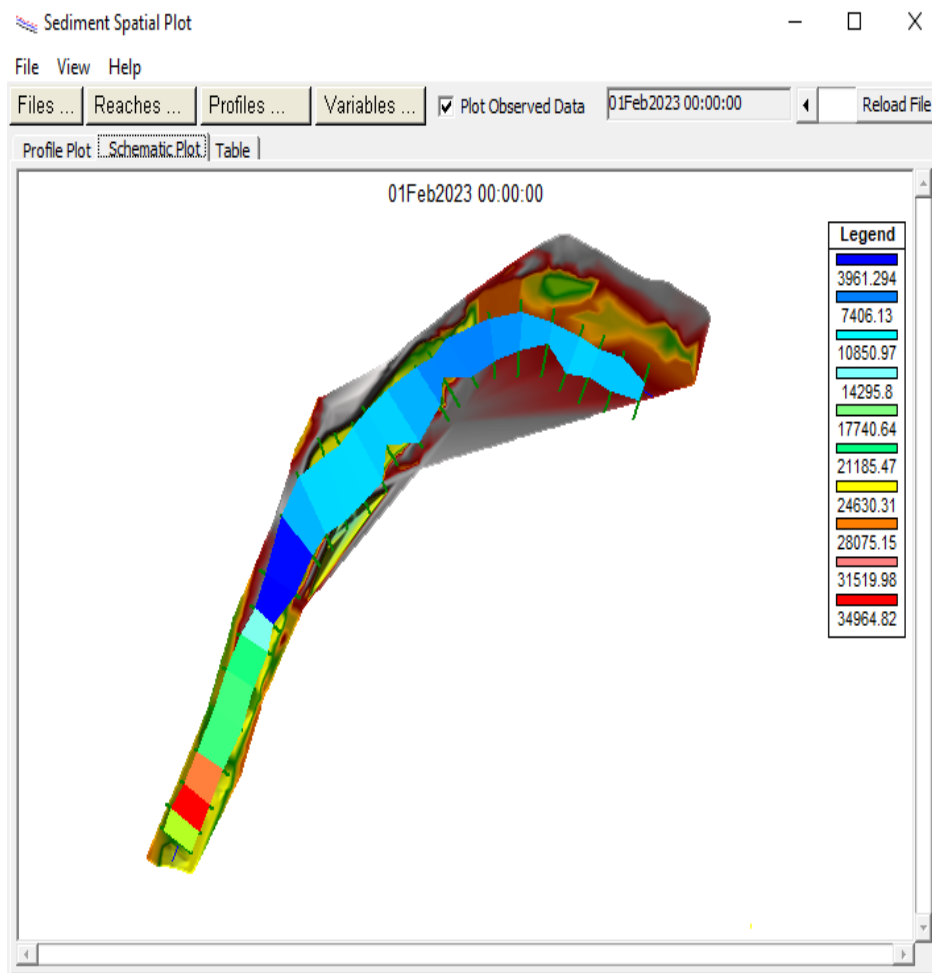 Sediment Spatial Plot
File View Help
Files ... Reaches ... Profiles ... Variables ... Plot Observed Data 01Feb2023 00:00:00 Reload File
Profile Plot Schematic Plot Table
01Feb2023 00:00:00
Legend
3961.294
7406.13
10850.97
14295.8
17740.64
21185.47
24630.31
28075.15
31519.98
34964.82